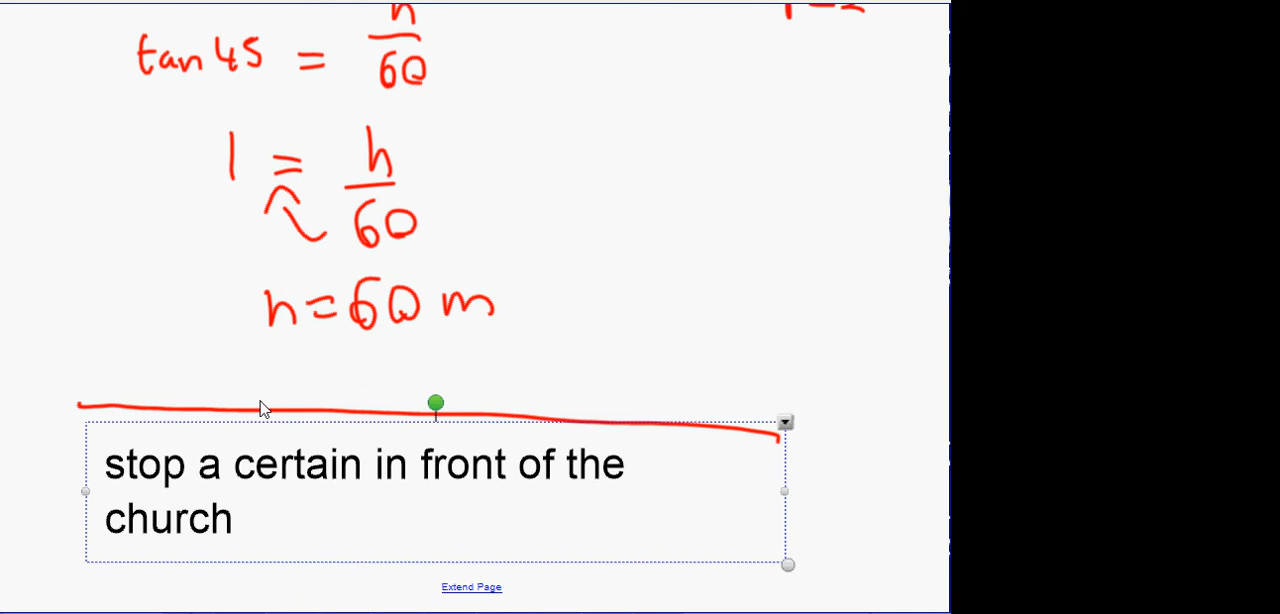 h
tan 45 = 
60
1 = h
60
h = 60 m
stop a certain in front of the
church
Extend Page